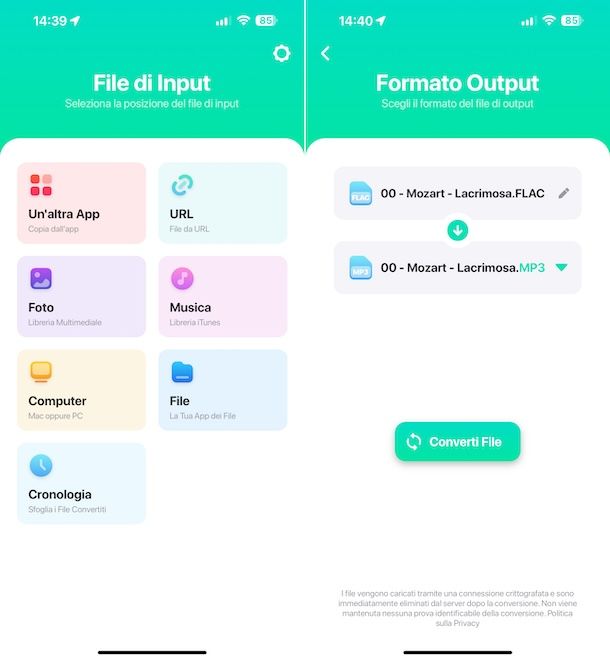 14:39
85
File di Input
Seleziona la posizione del file di input
Un'altra App
Copia dall'app
URL
File da URL
Foto
Libreria Multimediale
Musica
Libreria iTunes
Computer
Mac oppure PC
File
La Tua App dei File
Cronologia
Sfoglia i File Convertiti
14:40
85
Formato Output
Scegli il formato del file di output
FLAC
00 - Mozart - Lacrimosa.FLAC
MP3
00 - Mozart - Lacrimosa.MP3
Converti File
I file vengono caricati tramite una connessione crittografata e sono
immediatamente eliminati dal server dopo la conversione. Non viene
mantenuta nessuna prova identificabile della conversione. Politica
sulla Privacy